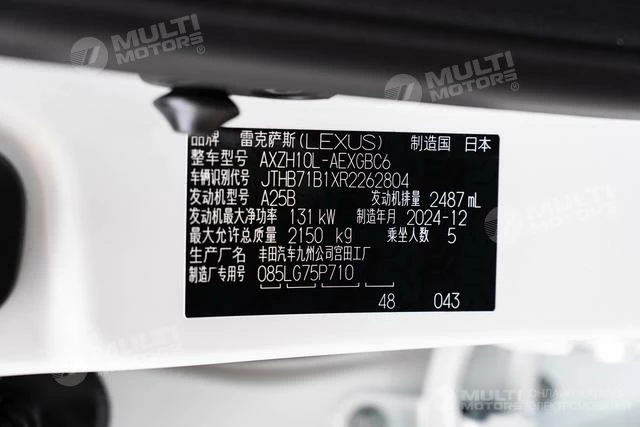 MULTI
MOTORS
MULTI
MOTORS
品牌 雷克萨斯(LEXUS) 制造国 日本
整车型号 AXZH10L-AEXGBC6
车辆识别代号 JTHB71B1XR2262804
发动机型号 A25B 发动机排量 2487 mL
发动机最大净功率 131 kW 制造年月 2024-12
最大允许总质量 2150 kg 乘坐人数 5
生产厂名 丰田汽车九州公司宫田工厂
制造厂专用号 085LG75P710
48 043
MULTI
MOTORS